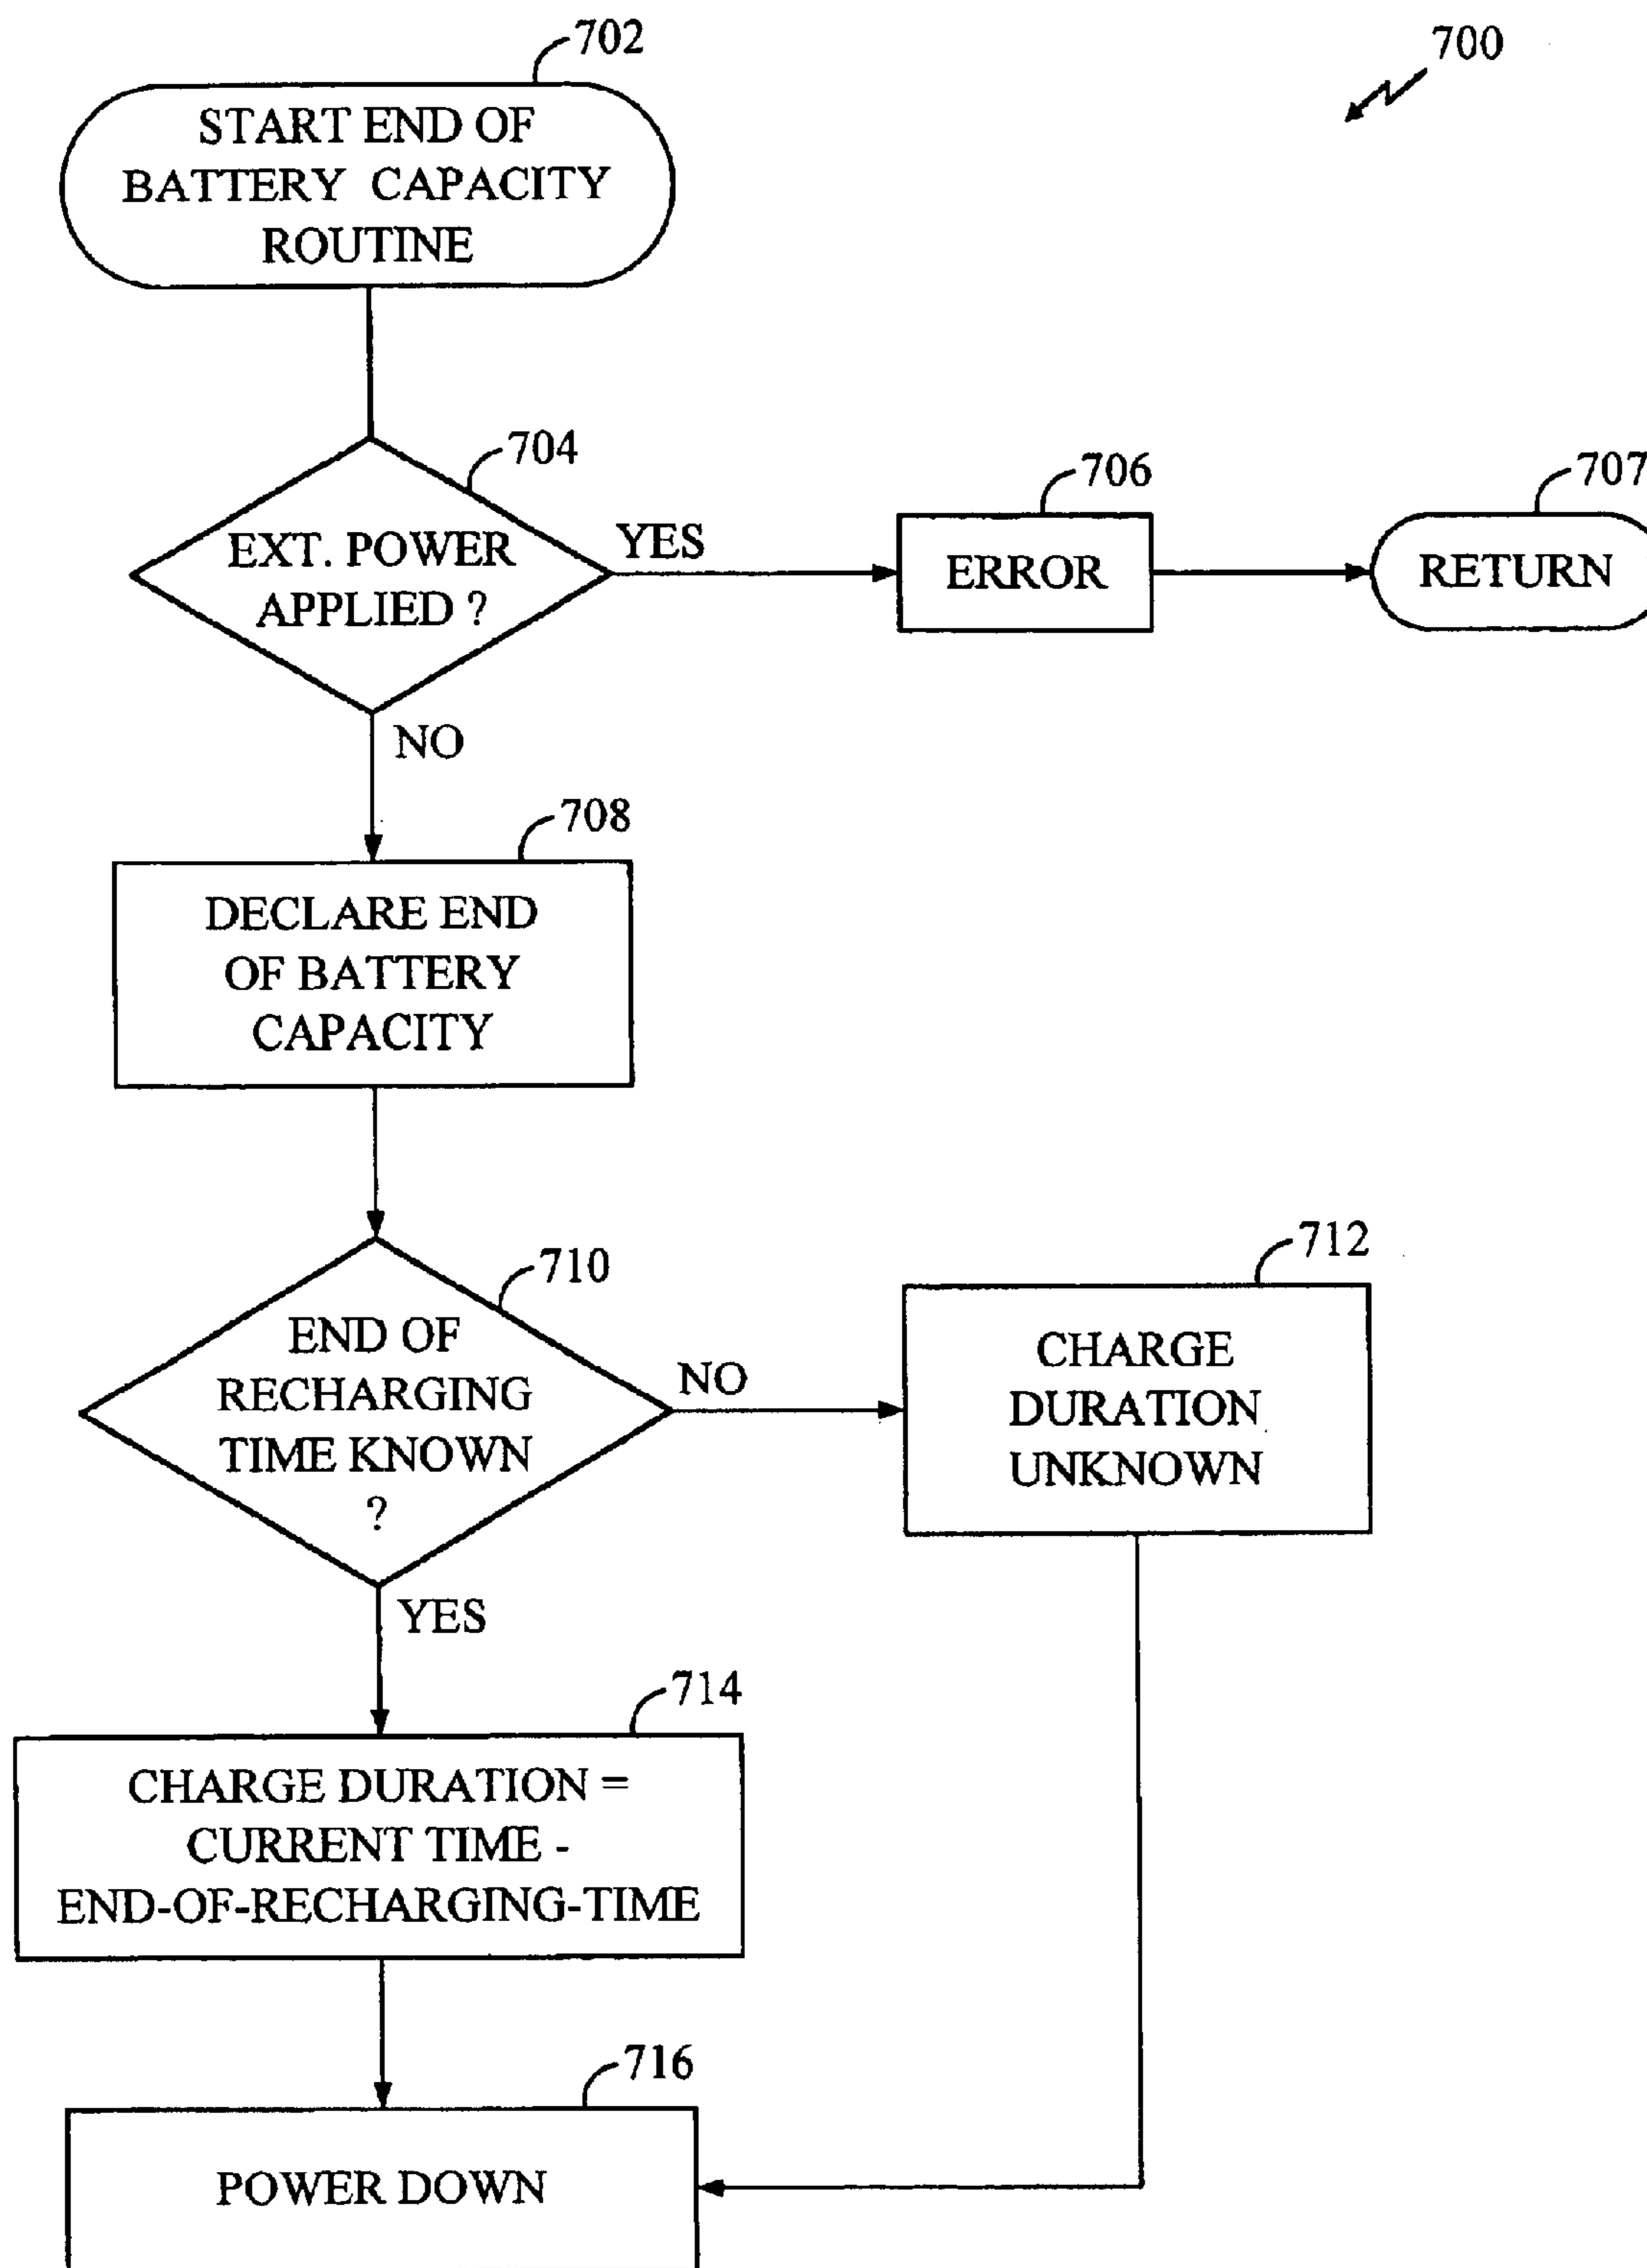 702
700
START END OF
BATTERY CAPACITY
ROUTINE
704
EXT. POWER
APPLIED ?
YES
706
ERROR
707
RETURN
NO
708
DECLARE END
OF BATTERY
CAPACITY
710
END OF
RECHARGING
TIME KNOWN
?
NO
712
CHARGE
DURATION
UNKNOWN
YES
714
CHARGE DURATION =
CURRENT TIME -
END-OF-RECHARGING-TIME
716
POWER DOWN